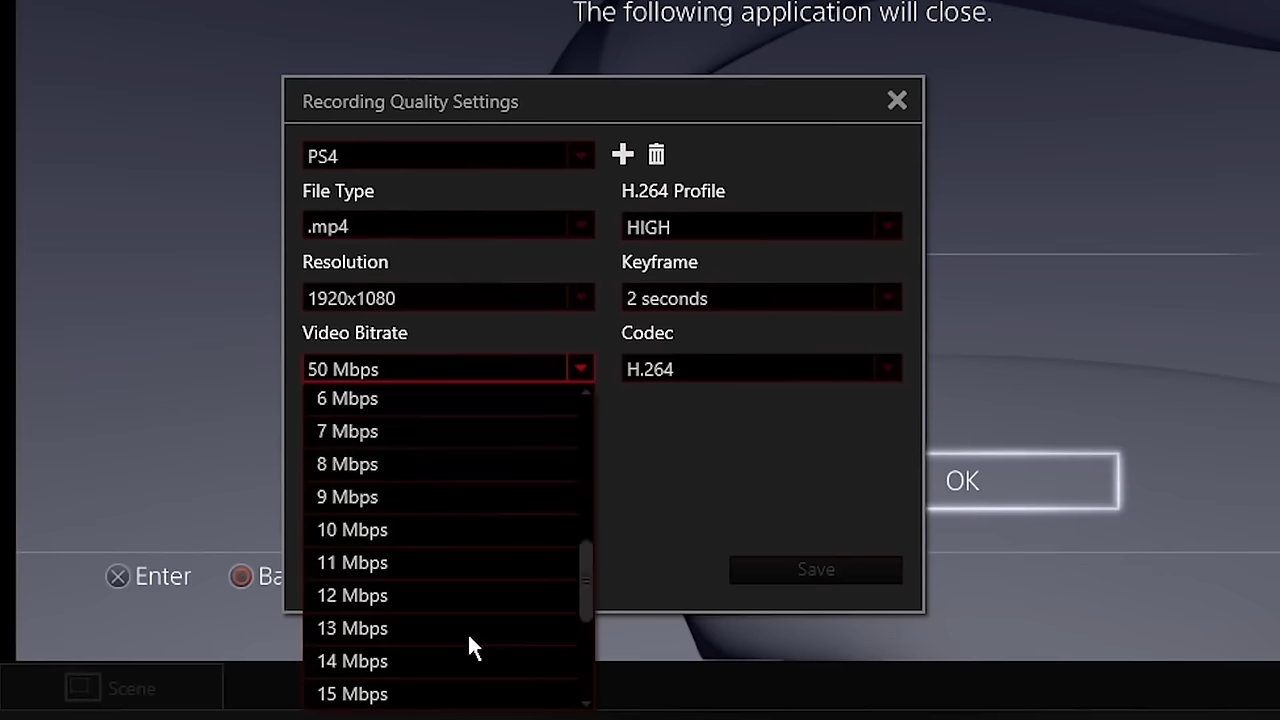 The following application will close.
Recording Quality Settings
PS4
File Type
H.264 Profile
.mp4
HIGH
Resolution
Keyframe
1920x1080
2 seconds
Video Bitrate
Codec
50 Mbps
H.264
6 Mbps
7 Mbps
8 Mbps
9 Mbps
10 Mbps
11 Mbps
12 Mbps
13 Mbps
14 Mbps
15 Mbps
OK
Save
Enter
Ba
Scene